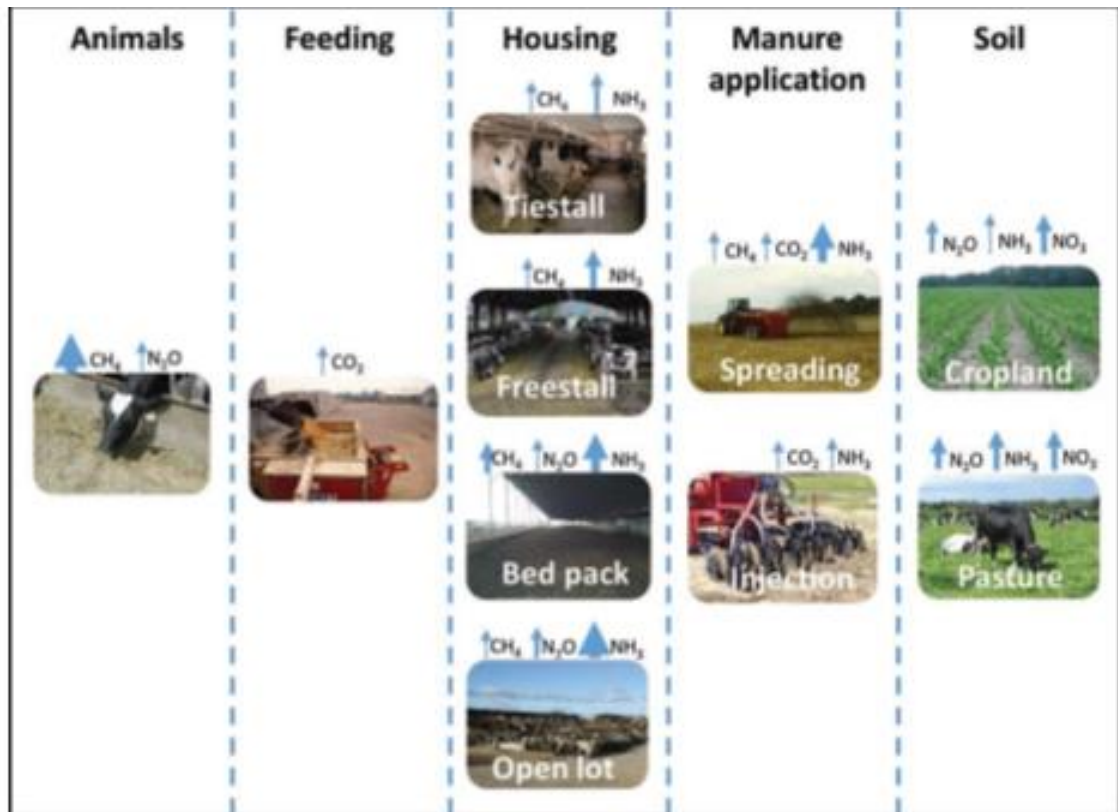 Animals
Feeding
Housing
Manure
application
Soil
CH₄ N₂O
CO₂
CH₄ NH₃
Tiestall
CH₄ NH₃
Freestall
CH₄ N₂O NH₃
Bed pack
CH₄ N₂O NH₃
Open lot
CH₄ CO₂ NH₃
Spreading
CO₂ NH₃
Injection
N₂O NH₃ NO₃
Cropland
N₂O NH₃ NO₃
Pasture